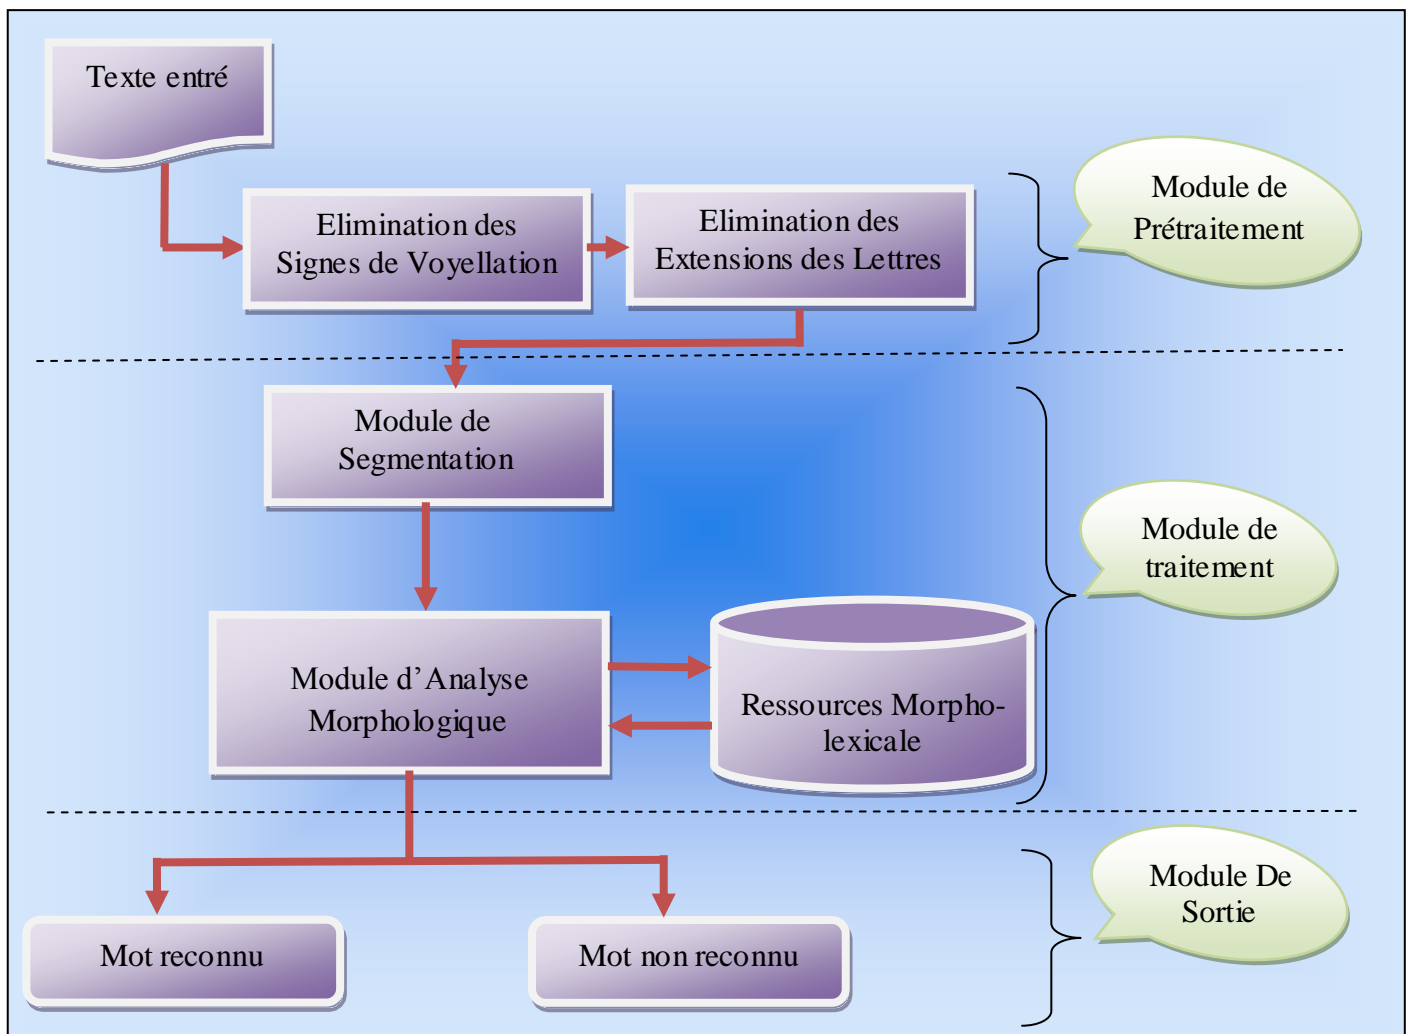 Texte entré
Elimination des
Signes de Voyellation
Elimination des
Extensions des Lettres
Module de
Prétraitement
Module de
Segmentation
Module de
traitement
Module d’Analyse
Morphologique
Ressources Morpho-
lexicale
Module De
Sortie
Mot reconnu
Mot non reconnu